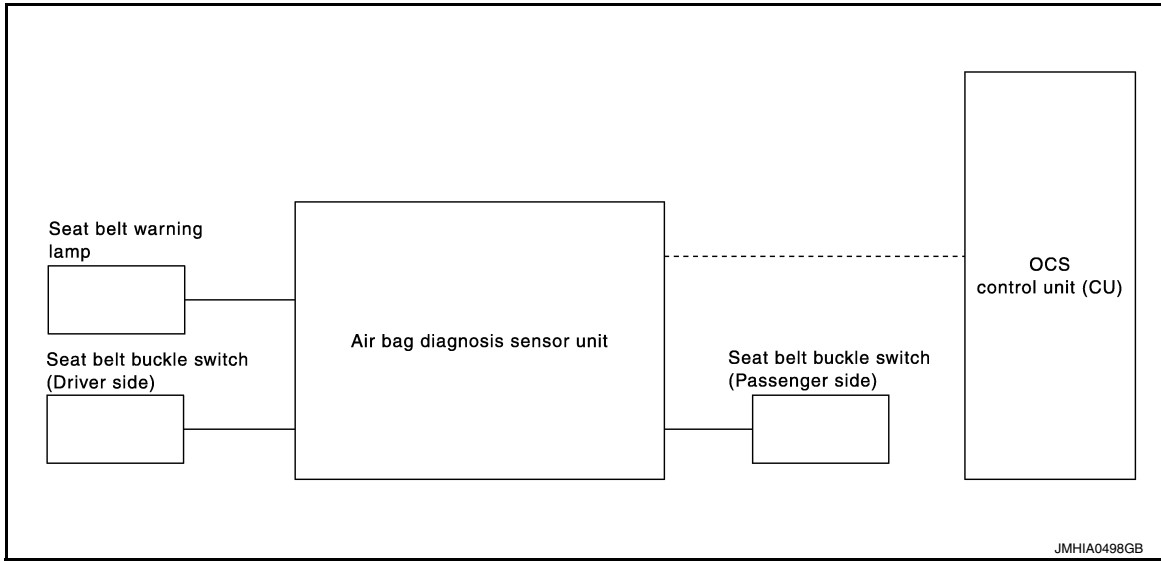 Seat belt warning
lamp
Seat belt buckle switch
(Driver side)
Air bag diagnosis sensor unit
Seat belt buckle switch
(Passenger side)
OCS
control unit (CU)
JMHIA0498GB